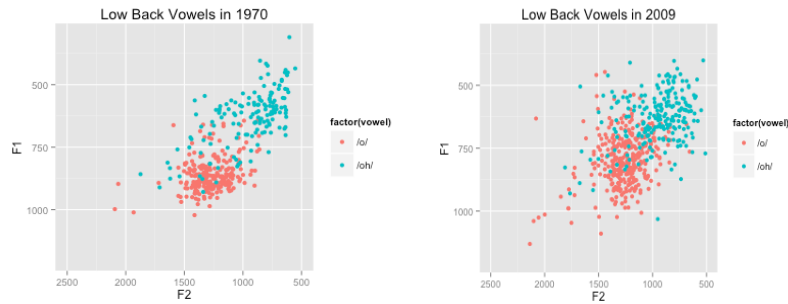 Low Back Vowels in 1970
500
750
1000
F1
2500 2000 1500 1000 500
F2
factor(vowel)
/o/
/oh/
Low Back Vowels in 2009
500
750
1000
F1
2500 2000 1500 1000 500
F2
factor(vowel)
/o/
/oh/